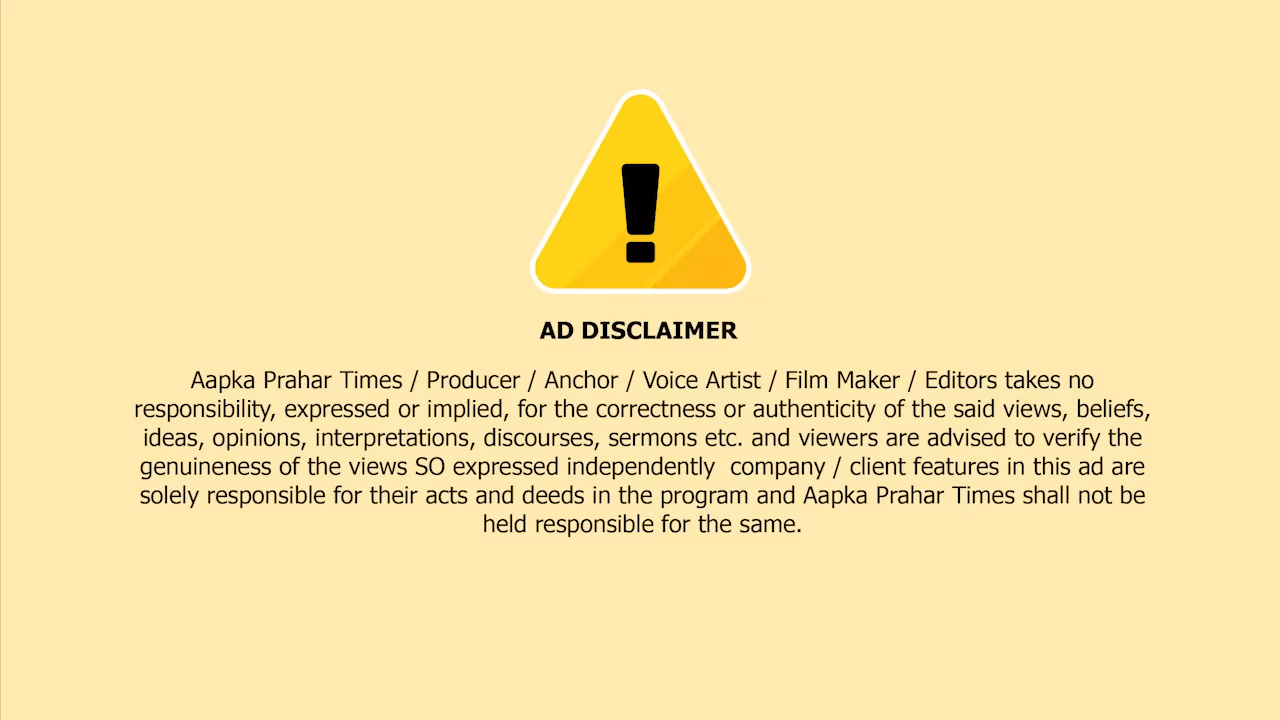 AD DISCLAIMER
Aapka Prahar Times / Producer / Anchor / Voice Artist / Film Maker / Editors takes no
responsibility, expressed or implied, for the correctness or authenticity of the said views, beliefs,
ideas, opinions, interpretations, discourses, sermons etc. and viewers are advised to verify the
genuineness of the views SO expressed independently  company / client features in this ad are
solely responsible for their acts and deeds in the program and Aapka Prahar Times shall not be
held responsible for the same.